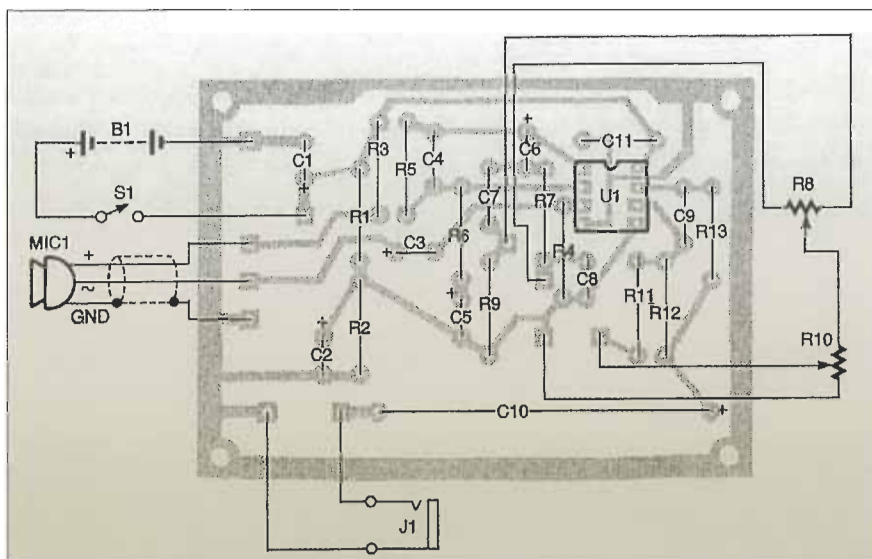 B1
+
S1
MIC1
+
~
GND
C1
+
R3
R5
C4
+
C6
C11
U1
R1
C3
+
R6
C7
R7
R4
C9
R13
R8
C2
+
R2
C5
+
R9
C8
R11
R12
R10
C10
+
J1